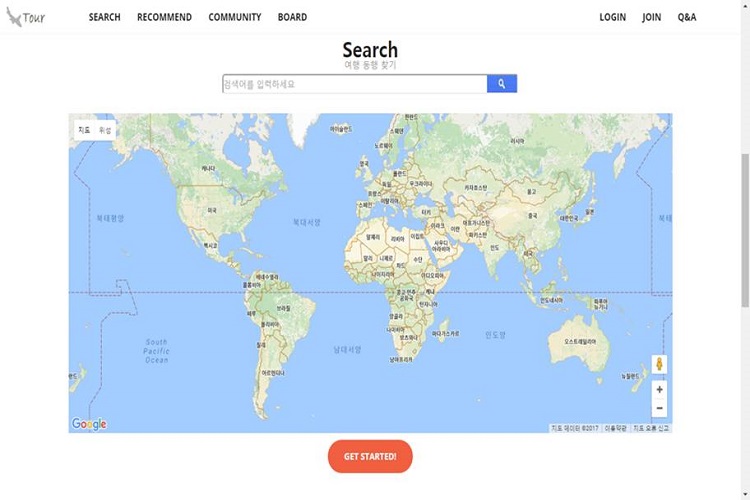 Tour
SEARCH RECOMMEND COMMUNITY BOARD LOGIN JOIN Q&A
Search
여행 동행 찾기
검색어를 입력하세요
지도 위성
아이슬란드
핀란드
스웨덴
러시아
노르웨이
캐나다
영국
폴란드
독일
우크라이나
프랑스
카자흐스탄
몽골
이탈리아
스페인
미국
터키
중국
대한민국
일본
북태평양
북대서양
아프가니스탄
이라크
이란
파키스탄
알제리
리비아
이집트
사우디
아라비아
인도
멕시코
말리
니제르
수단
차드
태국
베네수엘라
콜롬비아
나이지리아
에티오피아
콩고 민주
공화국
케냐
인도네시아
파푸아
뉴기니
탄자니아
페루
브라질
앙골라
볼리비아
나미비아
보츠와나
마다가스카르
South
Pacific
Ocean
칠레
남대서양
인도양
오스트레일리아
남아프리카
아르헨티나
뉴질랜드
Google
지도 데이터 ©2017 이용약관 지도 오류 신고
GET STARTED!